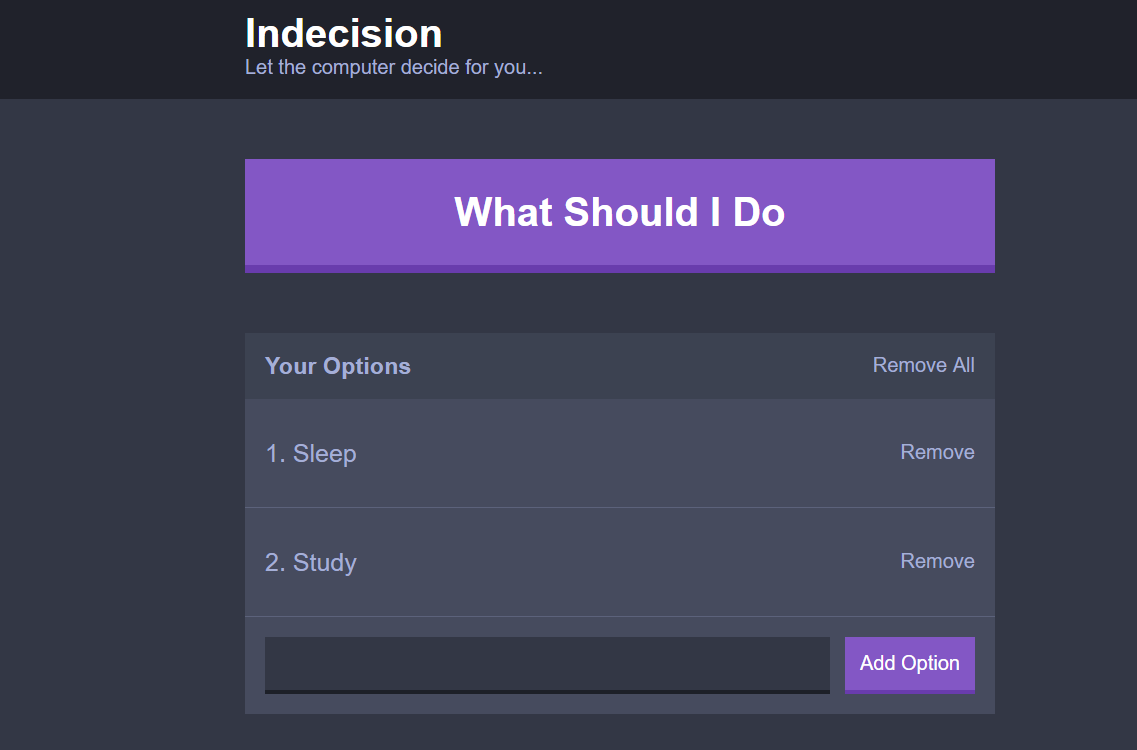 Indecision
Let the computer decide for you...
What Should I Do
Your Options Remove All
1. Sleep Remove
2. Study Remove
Add Option